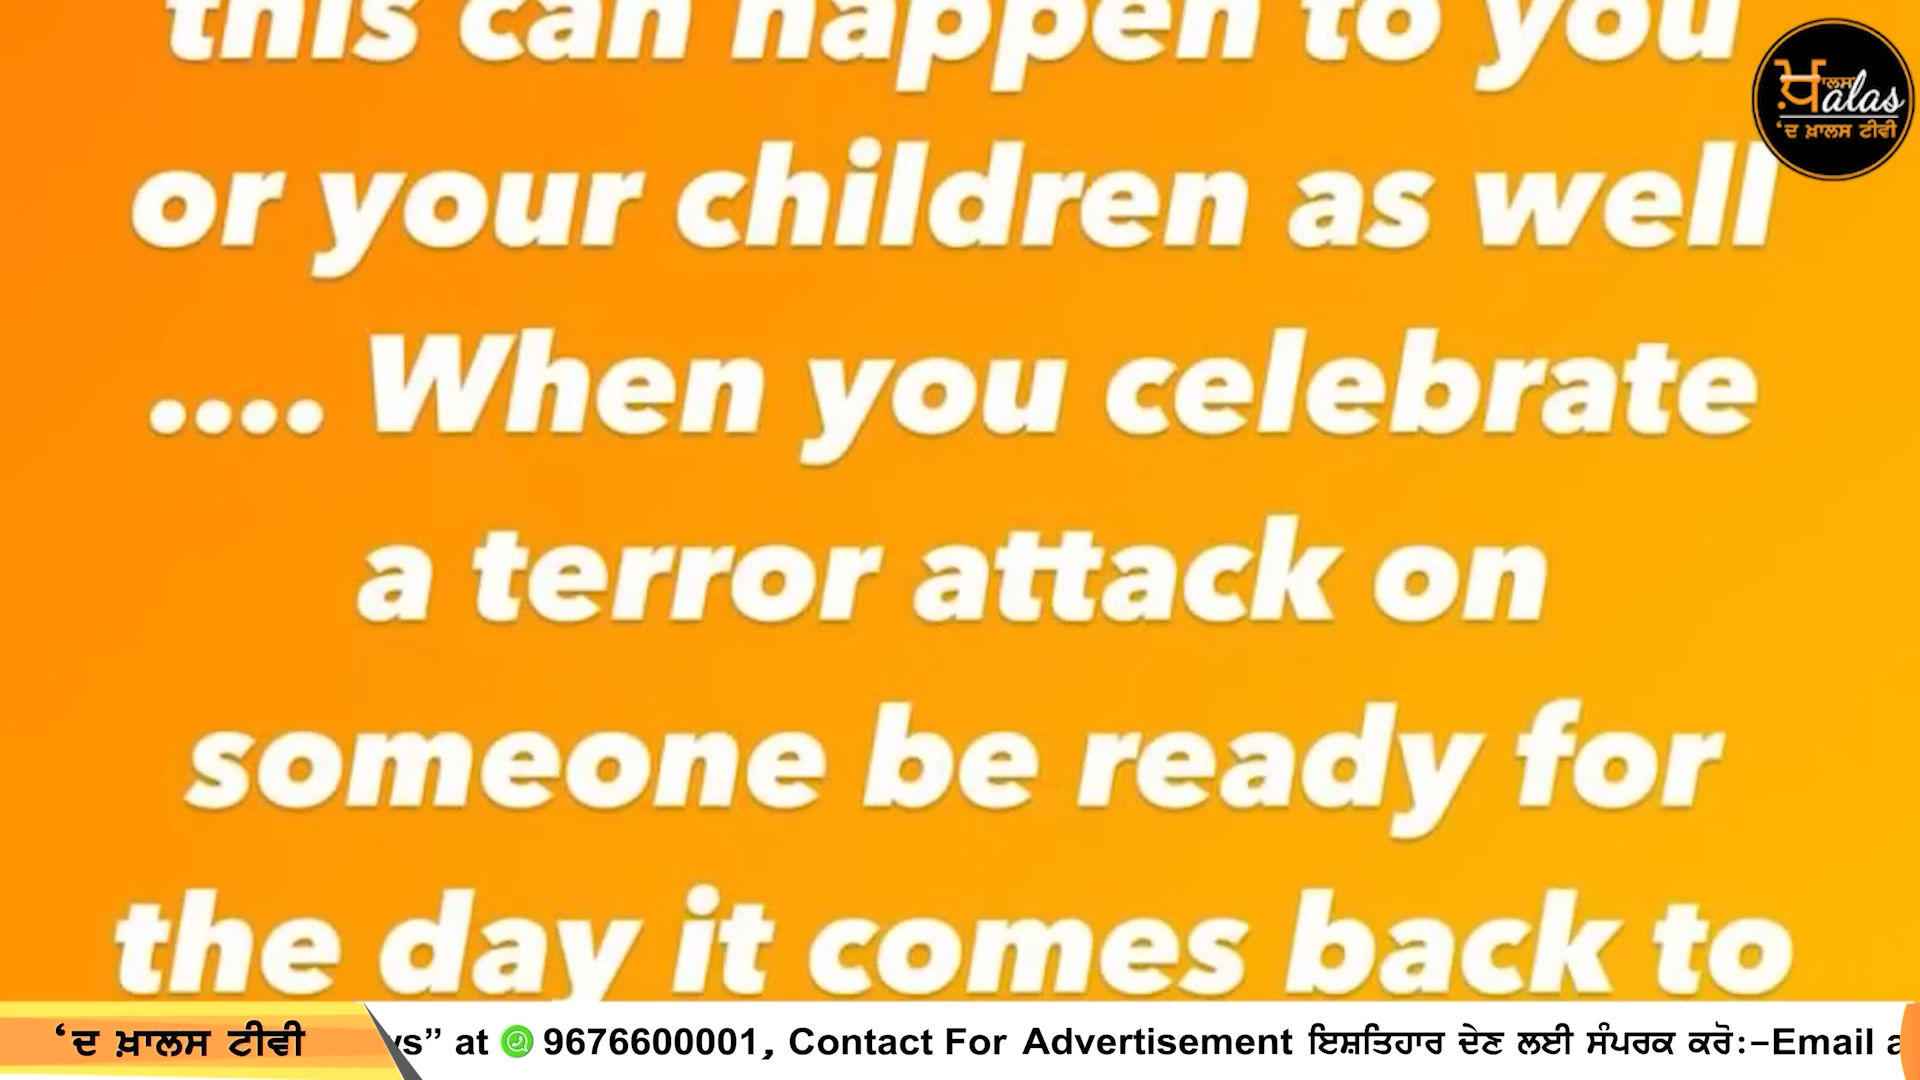 this can happen to you
or your children as well
.... When you celebrate
a terror attack on
someone be ready for
the day it comes back to
ਖ਼ਾਲਸ
alas
‘ਦ ਖ਼ਾਲਸ ਟੀਵੀ
‘ਦ ਖ਼ਾਲਸ ਟੀਵੀ
ys” at 9676600001, Contact For Advertisement ਇਸ਼ਤਿਹਾਰ ਦੇਣ ਲਈ ਸੰਪਰਕ ਕਰੋ:–Email a